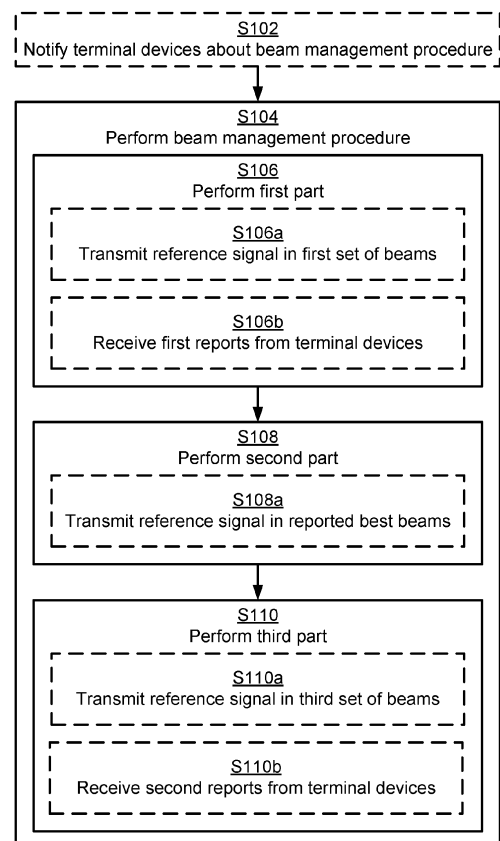 S102
Notify terminal devices about beam management procedure
S104
Perform beam management procedure
S106
Perform first part
S106a
Transmit reference signal in first set of beams
S106b
Receive first reports from terminal devices
S108
Perform second part
S108a
Transmit reference signal in reported best beams
S110
Perform third part
S110a
Transmit reference signal in third set of beams
S110b
Receive second reports from terminal devices